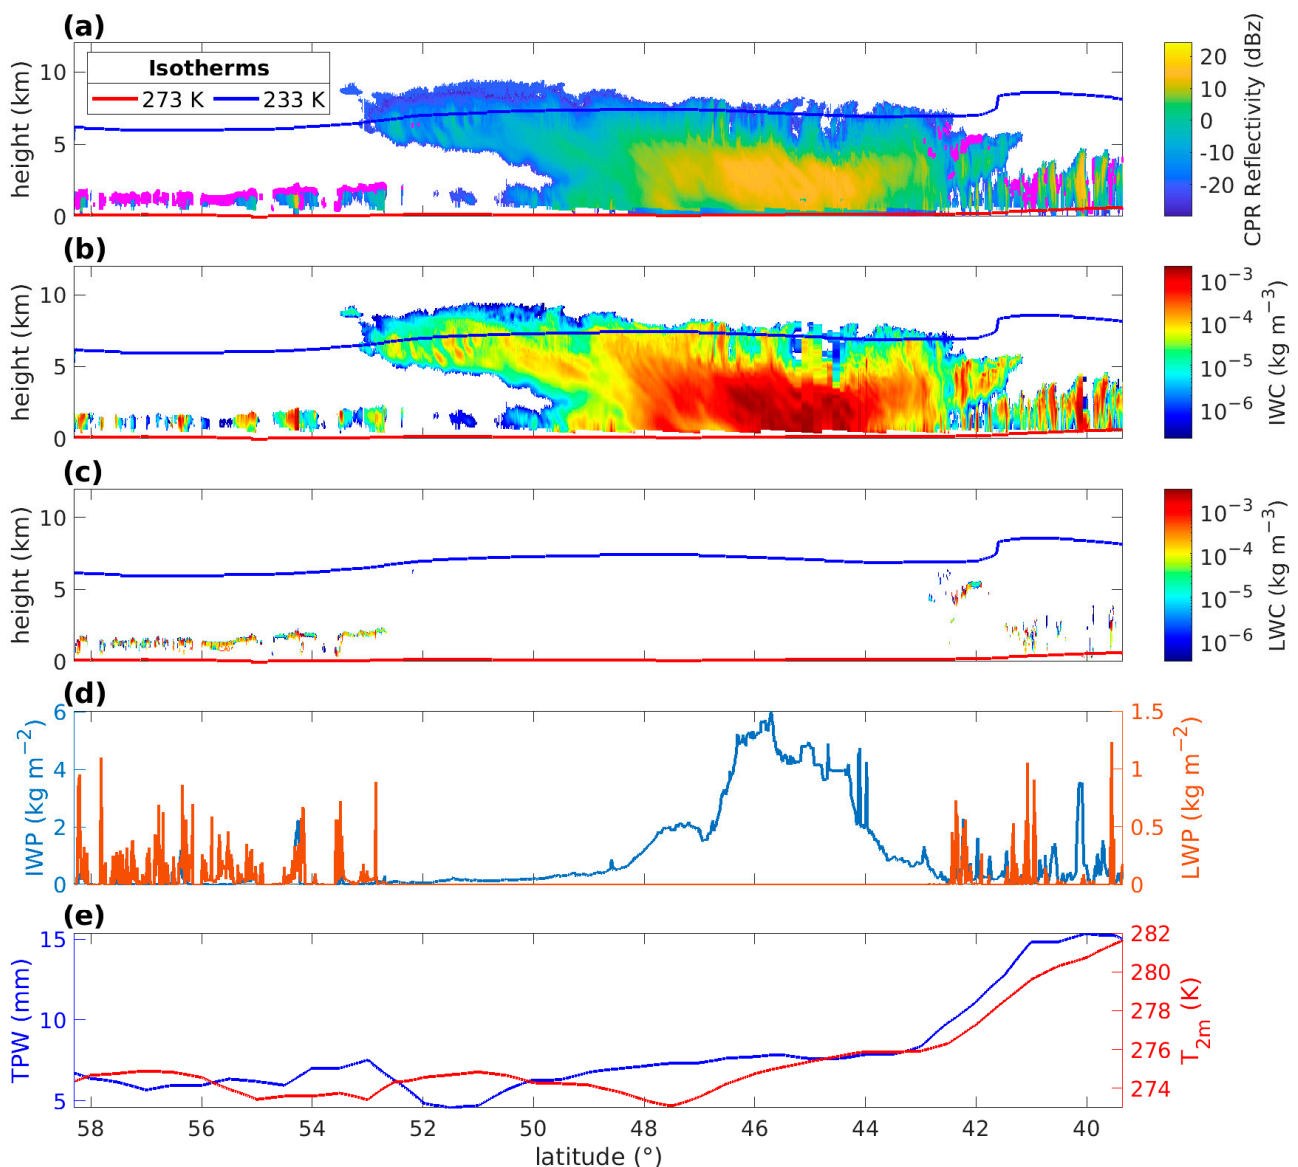 (a)
height (km)
10
5
0
Isotherms
273 K 233 K
20
10
0
-10
-20
CPR Reflectivity (dBz)
(b)
height (km)
10
5
0
10⁻³
10⁻⁴
10⁻⁵
10⁻⁶
IWC (kg m⁻³)
(c)
height (km)
10
5
0
10⁻³
10⁻⁴
10⁻⁵
10⁻⁶
LWC (kg m⁻³)
(d)
IWP (kg m⁻²)
6
4
2
0
1.5
1
0.5
0
LWP (kg m⁻²)
(e)
TPW (mm)
15
10
5
282
280
278
276
274
T₂ₘ (K)
58 56 54 52 50 48 46 44 42 40
latitude (°)